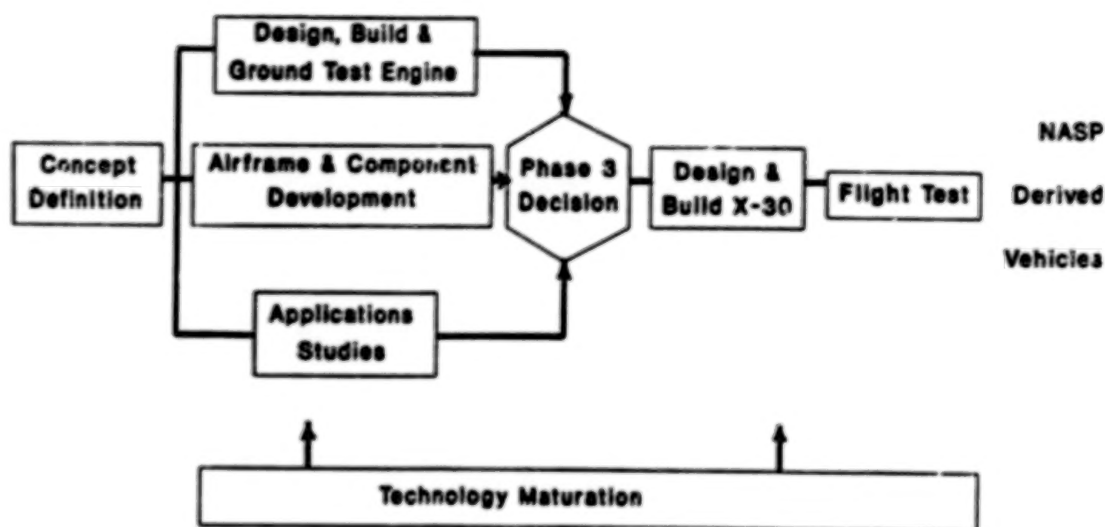 Design, Build &
Ground Test Engine
Concept
Definition
Airframe & Component
Development
Applications
Studies
Phase 3
Decision
Design &
Build X-30
Flight Test
NASP
Derived
Vehicles
Technology Maturation